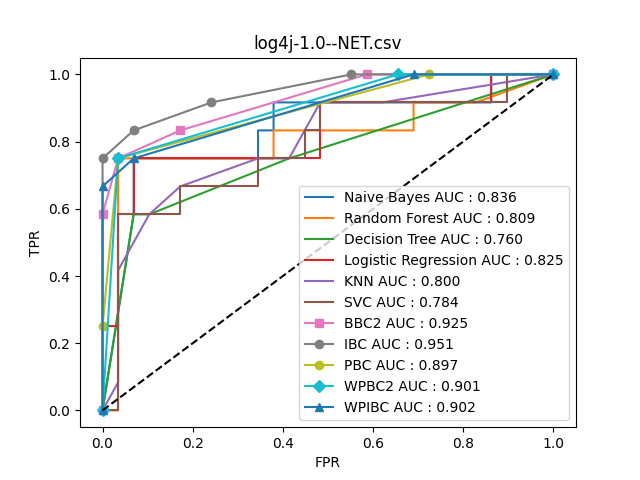 log4j-1.0--NET.csv
1.0
0.8
0.6
0.4
0.2
0.0
TPR
Naive Bayes AUC : 0.836
Random Forest AUC : 0.809
Decision Tree AUC : 0.760
Logistic Regression AUC : 0.825
KNN AUC : 0.800
SVC AUC : 0.784
BBC2 AUC : 0.925
IBC AUC : 0.951
PBC AUC : 0.897
WPBC2 AUC : 0.901
WPIBC AUC : 0.902
0.0 0.2 0.4 0.6 0.8 1.0
FPR